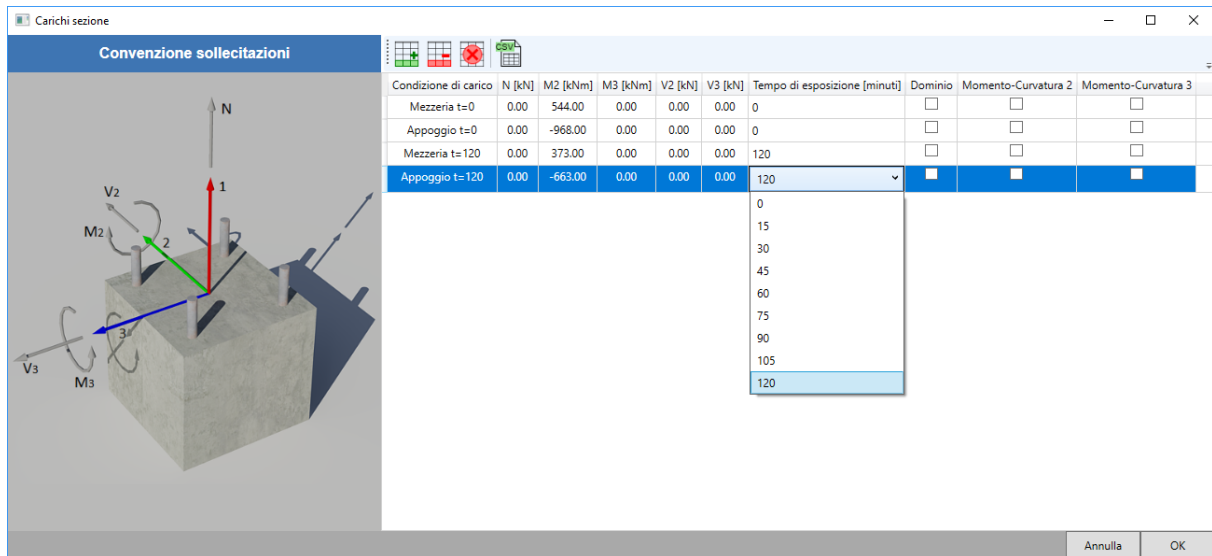 Carichi sezione
Convenzione sollecitazioni
CSV
Condizione di carico N [kN] M2 [kNm] M3 [kNm] V2 [kN] V3 [kN] Tempo di esposizione [minuti] Dominio Momento-Curvatura 2 Momento-Curvatura 3
Mezzeria t=0 0.00 544.00 0.00 0.00 0.00 0
Appoggio t=0 0.00 -968.00 0.00 0.00 0.00 0
Mezzeria t=120 0.00 373.00 0.00 0.00 0.00 120
Appoggio t=120 0.00 -663.00 0.00 0.00 0.00 120
0
15
30
45
60
75
90
105
120
N
1
V2
M2
2
3
V3
M3
Annulla OK